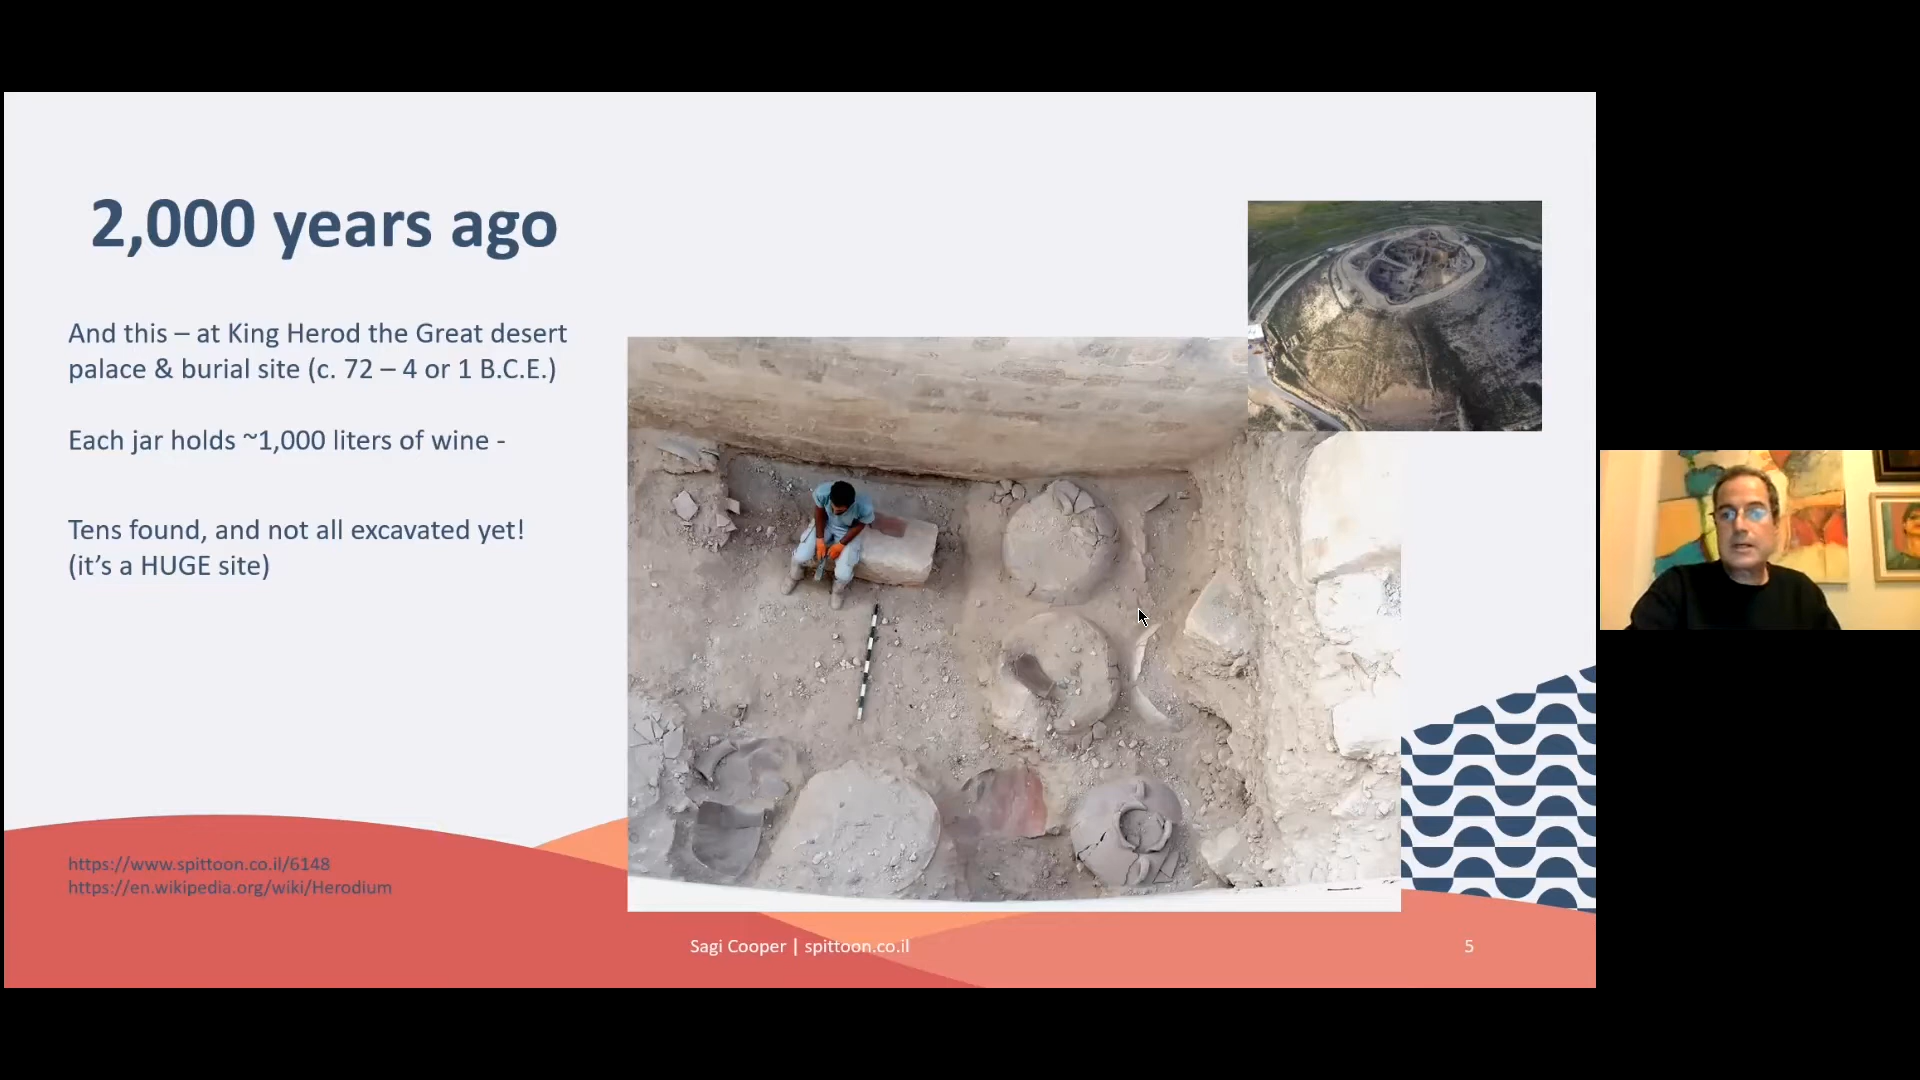 2,000 years ago
And this – at King Herod the Great desert
palace & burial site (c. 72 – 4 or 1 B.C.E.)
Each jar holds ~1,000 liters of wine -
Tens found, and not all excavated yet!
(it's a HUGE site)
https://www.spittoon.co.il/6148
https://en.wikipedia.org/wiki/Herodium
Sagi Cooper | spittoon.co.il
5